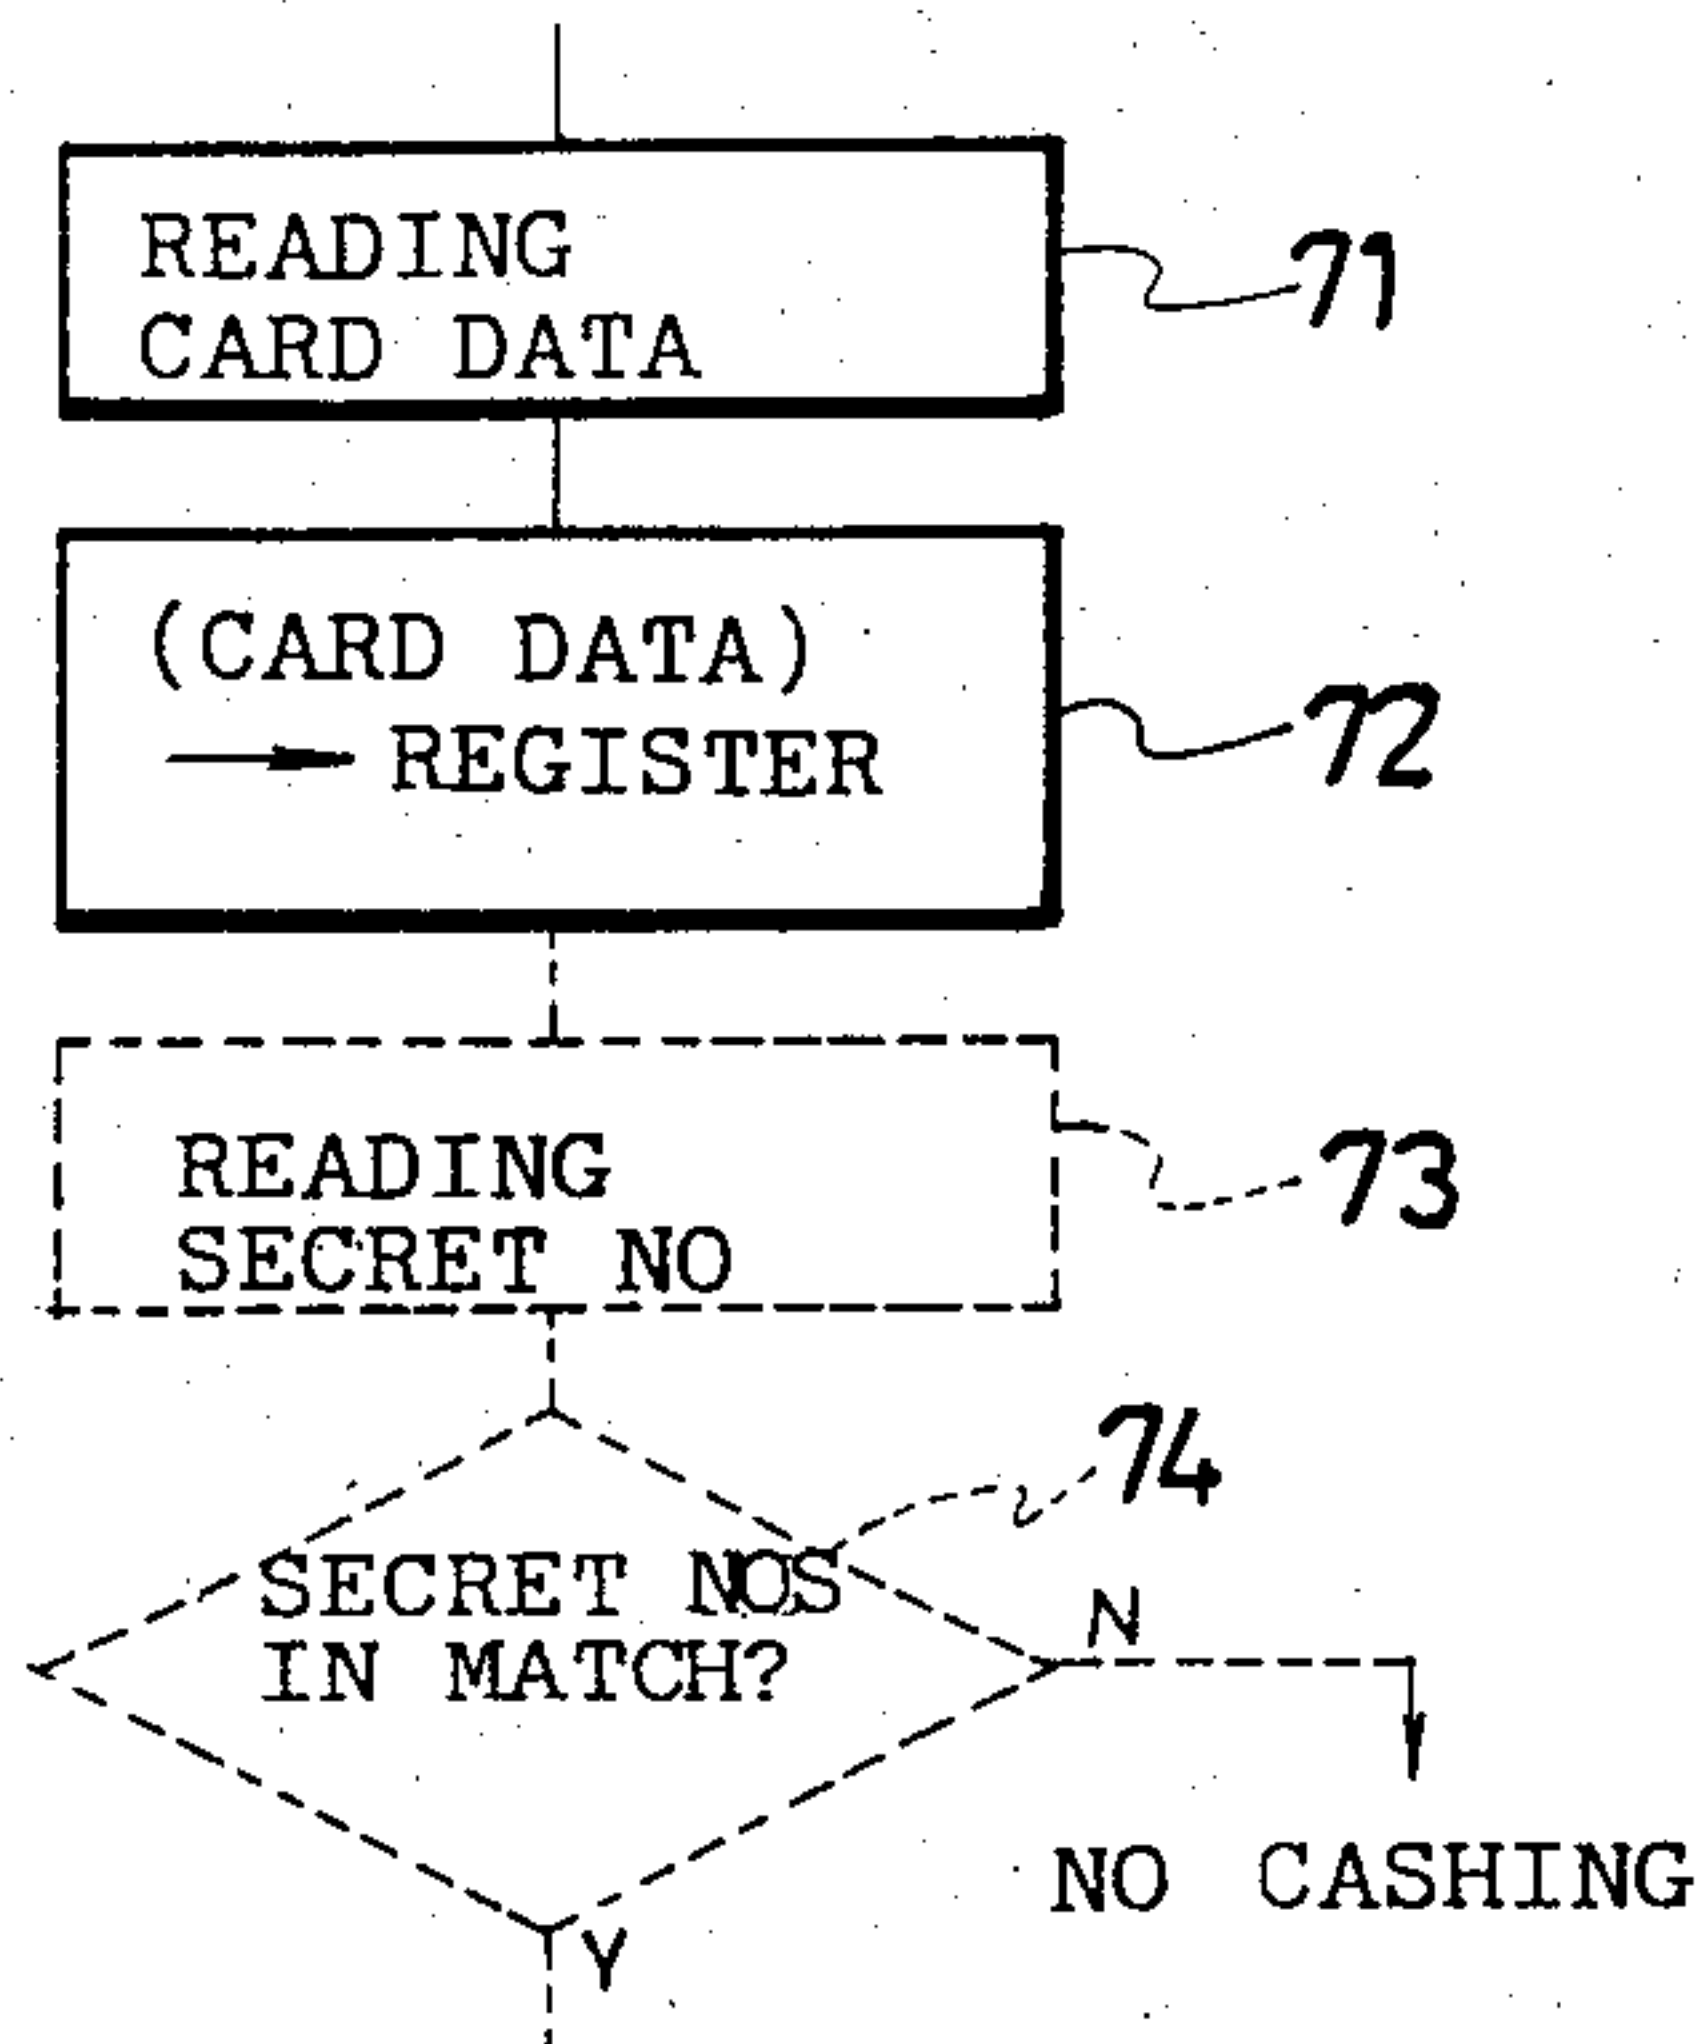 READING
CARD DATA
71
(CARD DATA)
→ REGISTER
72
READING
SECRET NO
73
74
SECRET NOS
IN MATCH?
N
NO CASHING
Y